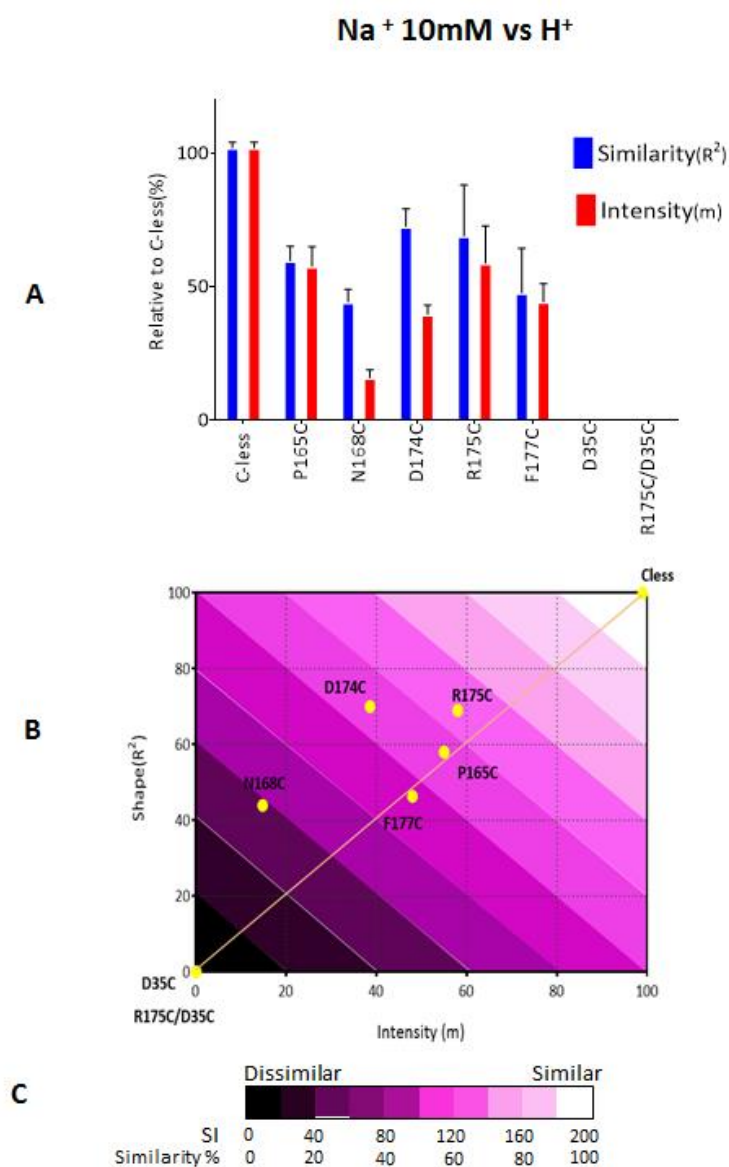 Na⁺ 10mM vs H⁺
A
Relative to C-less(%)
100
50
0
Similarity(R²)
Intensity(m)
C-less
P165C
N168C
D174C
R175C
F177C
D35C
R175C/D35C
B
Shape(R²)
100
80
60
40
20
0
Cless
D174C
R175C
P165C
N168C
F177C
D35C
R175C/D35C
0 20 40 60 80 100
Intensity (m)
C
Dissimilar Similar
SI 0 40 80 120 160 200
Similarity % 0 20 40 60 80 100